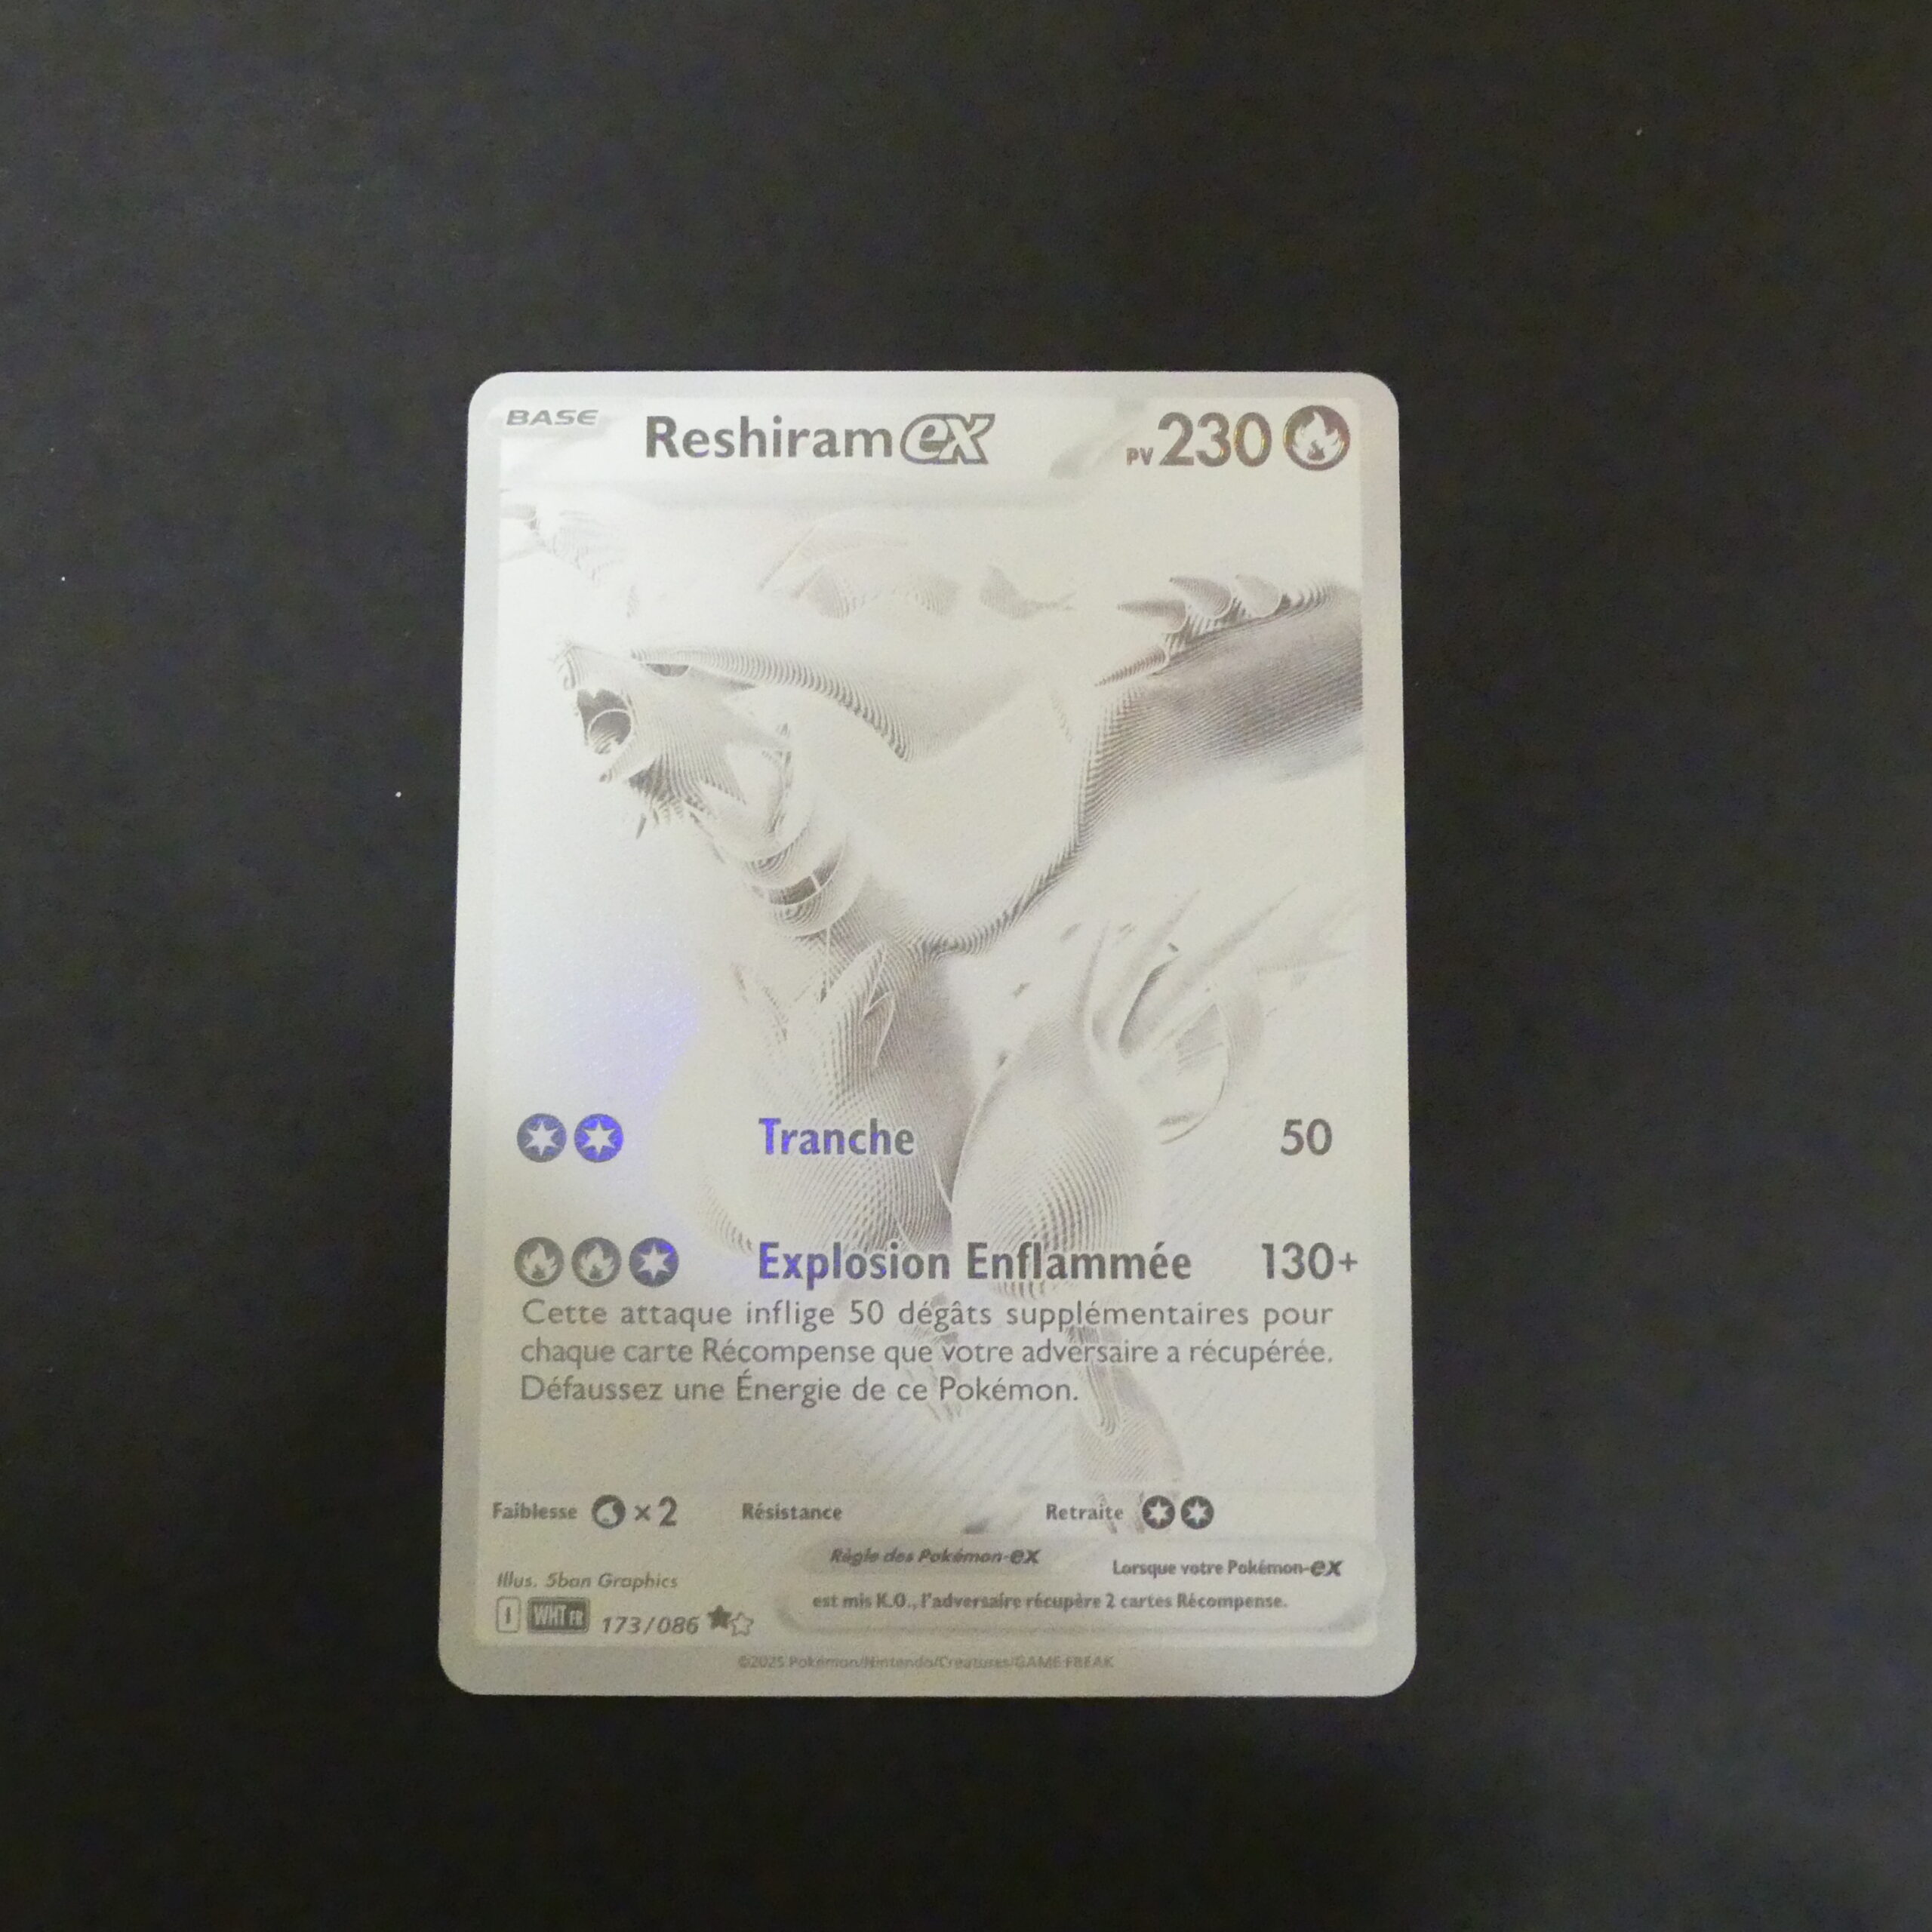 BASE
Reshiram ex
PV 230
Tranche 50
Explosion Enflammée 130+
Cette attaque inflige 50 dégâts supplémentaires pour
chaque carte Récompense que votre adversaire a récupérée.
Défaussez une Énergie de ce Pokémon.
Faiblesse ×2 Résistance Retraite
Règle des Pokémon-ex Lorsque votre Pokémon-ex
est mis K.O., l'adversaire récupère 2 cartes Récompense.
Illus. 5ban Graphics
I WHT FR 173/086
©2025 Pokémon/Nintendo/Creatures/GAME FREAK